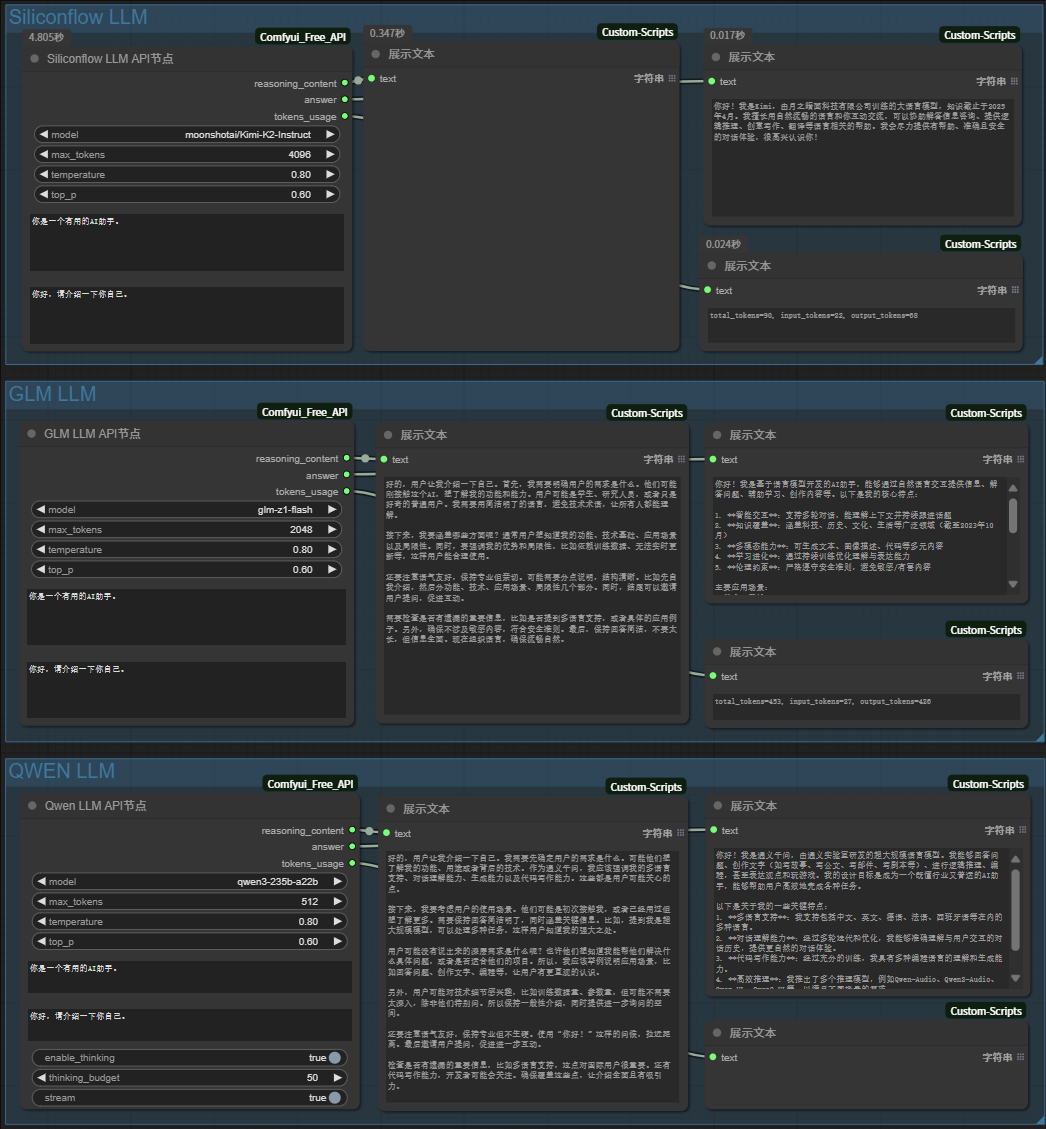 Siliconflow LLM
4.805秒
Comfyui_Free_API
Siliconflow LLM API节点
reasoning_content
answer
tokens_usage
model moonshotai/Kimi-K2-Instruct
max_tokens 4096
temperature 0.80
top_p 0.60
你是一个有用的AI助手。
你好，请介绍一下你自己。
0.347秒
Custom-Scripts
展示文本
text 字符串
0.017秒
Custom-Scripts
展示文本
text 字符串
你好！我是Kimi，由月之暗面科技有限公司训练的大语言模型，知识截止于2025
年4月。我擅长用自然流畅的语言和你互动交流，可以协助解答信息咨询、提供逻
辑推理、创意写作、翻译等语言相关的帮助。我会尽力提供有帮助、准确且安全
的对话体验，很高兴认识你！
0.024秒
Custom-Scripts
展示文本
text 字符串
total_tokens=90, input_tokens=22, output_tokens=68
GLM LLM
Comfyui_Free_API
GLM LLM API节点
reasoning_content
answer
tokens_usage
model glm-z1-flash
max_tokens 2048
temperature 0.80
top_p 0.60
你是一个有用的AI助手。
你好，请介绍一下你自己。
Custom-Scripts
展示文本
text 字符串
好的，用户让我介绍一下自己。首先，我需要明确用户的需求是什么。他们可能
刚接触这个AI，想了解我的功能和能力。用户可能是学生、研究人员，或者只是
好奇的普通用户。我需要用简洁明了的语言，避免技术术语，让所有人都能理
解。
接下来，我要涵盖哪些方面呢？通常用户想知道我的功能、技术基础、应用场景
以及局限性。同时，要强调我的优势和局限性，比如依赖训练数据、无法实时更
新等，这样用户能合理使用。
还要注意语气友好，保持专业但亲切。可能需要分点说明，结构清晰。比如先自
我介绍，然后分功能、技术、应用场景、局限性几个部分。同时，结尾可以邀请
用户提问，促进互动。
需要检查是否有遗漏的重要信息，比如是否提到多语言支持，或者具体的应用例
子。另外，确保不涉及敏感内容，符合安全准则。最后，保持回答简洁，不要太
长，但信息全面。现在组织语言，确保流畅自然。
Custom-Scripts
展示文本
text 字符串
你好！我是基于语言模型开发的AI助手，能够通过自然语言交互提供信息、解
答问题、辅助学习、创作内容等。以下是我的核心特点：
1. **智能交互**：支持多轮对话，能理解上下文并持续跟进话题
2. **知识覆盖**：涵盖科技、历史、文化、生活等广泛领域（截至2023年10
月）
3. **多模态能力**：可生成文本、图像描述、代码等多元内容
4. **学习进化**：通过持续训练优化理解与表达能力
5. **伦理约束**：严格遵守安全准则，避免敏感/有害内容
主要应用场景：
Custom-Scripts
展示文本
text 字符串
total_tokens=453, input_tokens=27, output_tokens=426
QWEN LLM
Comfyui_Free_API
Qwen LLM API节点
reasoning_content
answer
tokens_usage
model qwen3-235b-a22b
max_tokens 512
temperature 0.80
top_p 0.60
你是一个有用的AI助手。
你好，请介绍一下你自己。
enable_thinking true
thinking_budget 50
stream true
Custom-Scripts
展示文本
text 字符串
好的，用户让我介绍一下自己。我需要先确定用户的需求是什么。可能他们想
了解我的功能、用途或者背后的技术。作为通义千问，我应该强调我的多语言
支持、对话理解能力、生成能力以及代码写作能力。这些都是用户可能关心的
点。
接下来，我要考虑用户的使用场景。他们可能是初次接触我，或者已经用过但
想了解更多。需要保持回答简洁明了，同时涵盖关键信息。比如，提到我是超
大规模模型，可以处理多种任务，这样用户知道我的强大之处。
用户可能没有说出来的深层需求是什么呢？也许他们想知道我能帮他们解决什
么具体问题，或者是否适合他们的项目。所以，我应该举例说明应用场景，比
如回答问题、创作文字、编程等，让用户有更直观的认识。
另外，用户可能对技术细节感兴趣，比如训练数据量、参数量，但可能不需要
太深入，除非他们特别问。所以保持一般性介绍，同时提供进一步询问的空
间。
还要注意语气友好，保持专业但不生硬。使用“你好！”这样的问候，拉近距
离。最后邀请用户提问，促进进一步互动。
检查是否有遗漏的重要信息，比如多语言支持，这点对国际用户很重要。还有
代码写作能力，开发者可能会关注。确保覆盖这些点，让介绍全面且有吸引
力。
Custom-Scripts
展示文本
text 字符串
你好！我是通义千问，由通义实验室研发的超大规模语言模型。我能够回答问
题、创作文字（如写故事、写公文、写邮件、写剧本等）、进行逻辑推理、编
程，甚至表达观点和玩游戏。我的设计目标是成为一个既懂行业又普适的AI助
手，能够帮助用户高效地完成各种任务。
以下是关于我的一些关键特点：
1. **多语言支持**：我支持包括中文、英文、德语、法语、西班牙语等在内的
多种语言。
2. **对话理解能力**：经过多轮迭代和优化，我能够准确理解与用户交互的对
话历史，提供更自然的对话体验。
3. **代码写作能力**：经过充分的训练，我具有多种编程语言的理解和生成能
力。
4. **高效推理**：我推出了多个推理模型，例如Qwen-Audio、Qwen2-Audio、
Custom-Scripts
展示文本
text 字符串